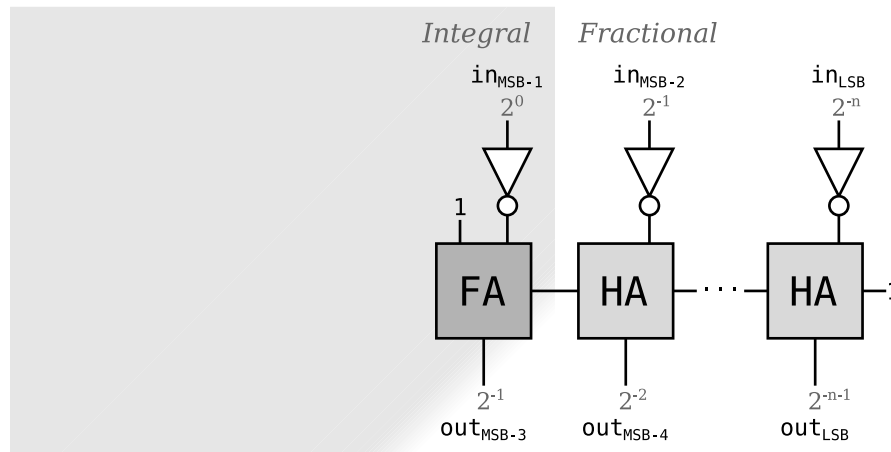 Integral Fractional
in_MSB-1 in_MSB-2 in_LSB
2^0 2^-1 2^-n
1
FA HA ··· HA 1
2^-1 2^-2 2^-n-1
out_MSB-3 out_MSB-4 out_LSB